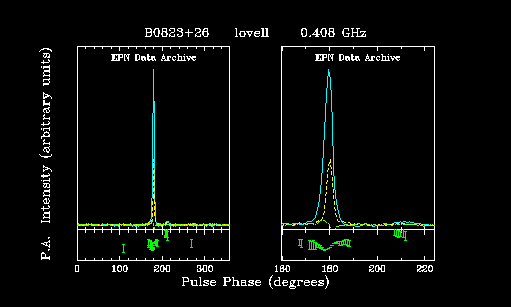 B0823+26 lovell 0.408 GHz
EPN Data Archive EPN Data Archive
P.A. Intensity (arbitrary units)
0 100 200 300 160 180 200 220
Pulse Phase (degrees)